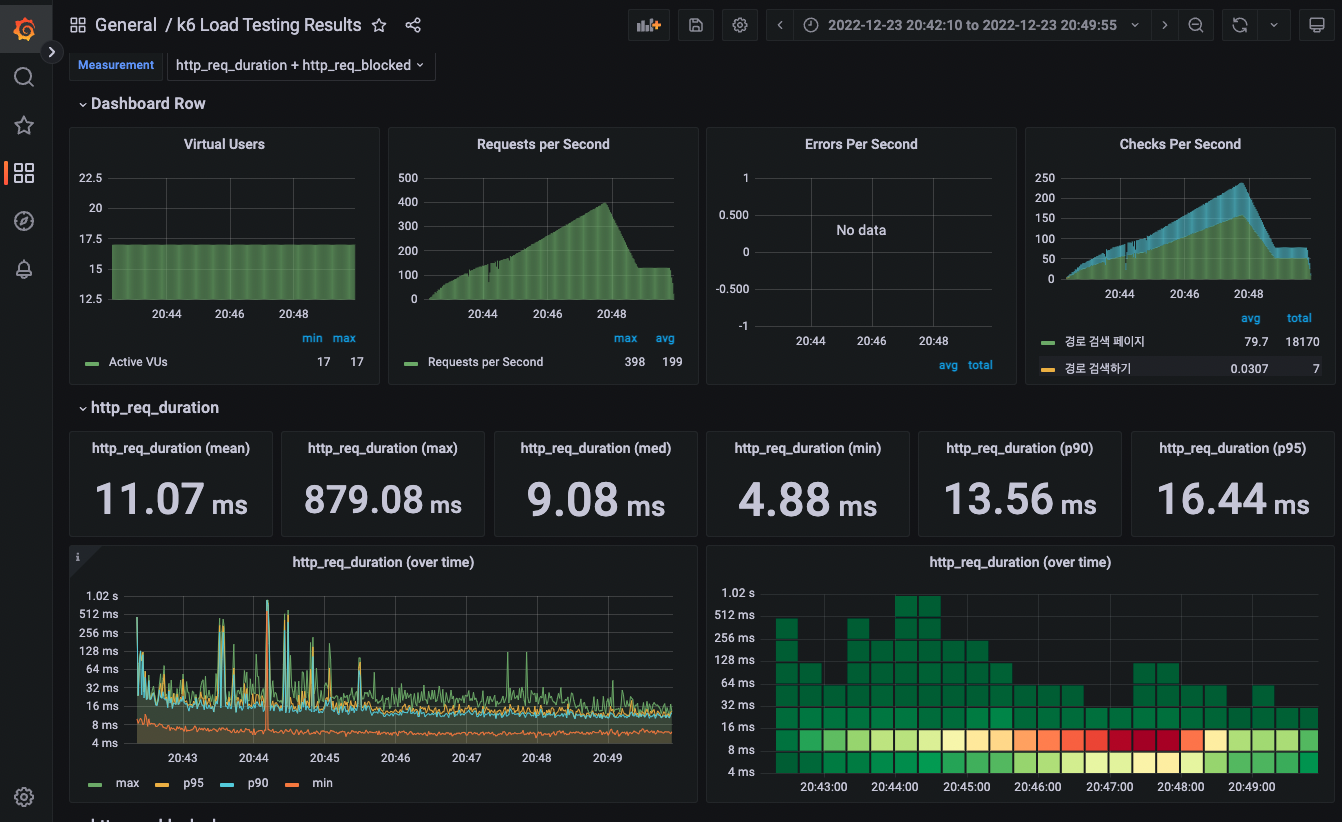 General / k6 Load Testing Results
2022-12-23 20:42:10 to 2022-12-23 20:49:55
Measurement http_req_duration + http_req_blocked
Dashboard Row
Virtual Users
22.5
20
17.5
15
12.5
20:44 20:46 20:48
min max
Active VUs 17 17
Requests per Second
500
400
300
200
100
0
20:44 20:46 20:48
max avg
Requests per Second 398 199
Errors Per Second
1
0.500
0
-0.500
-1
No data
20:44 20:46 20:48
avg total
Checks Per Second
250
200
150
100
50
0
20:44 20:46 20:48
avg total
경로 검색 페이지 79.7 18170
경로 검색하기 0.0307 7
http_req_duration
http_req_duration (mean)
11.07 ms
http_req_duration (max)
879.08 ms
http_req_duration (med)
9.08 ms
http_req_duration (min)
4.88 ms
http_req_duration (p90)
13.56 ms
http_req_duration (p95)
16.44 ms
i
http_req_duration (over time)
1.02 s
512 ms
256 ms
128 ms
64 ms
32 ms
16 ms
8 ms
4 ms
20:43 20:44 20:45 20:46 20:47 20:48 20:49
max p95 p90 min
http_req_duration (over time)
1.02 s
512 ms
256 ms
128 ms
64 ms
32 ms
16 ms
8 ms
4 ms
20:43:00 20:44:00 20:45:00 20:46:00 20:47:00 20:48:00 20:49:00